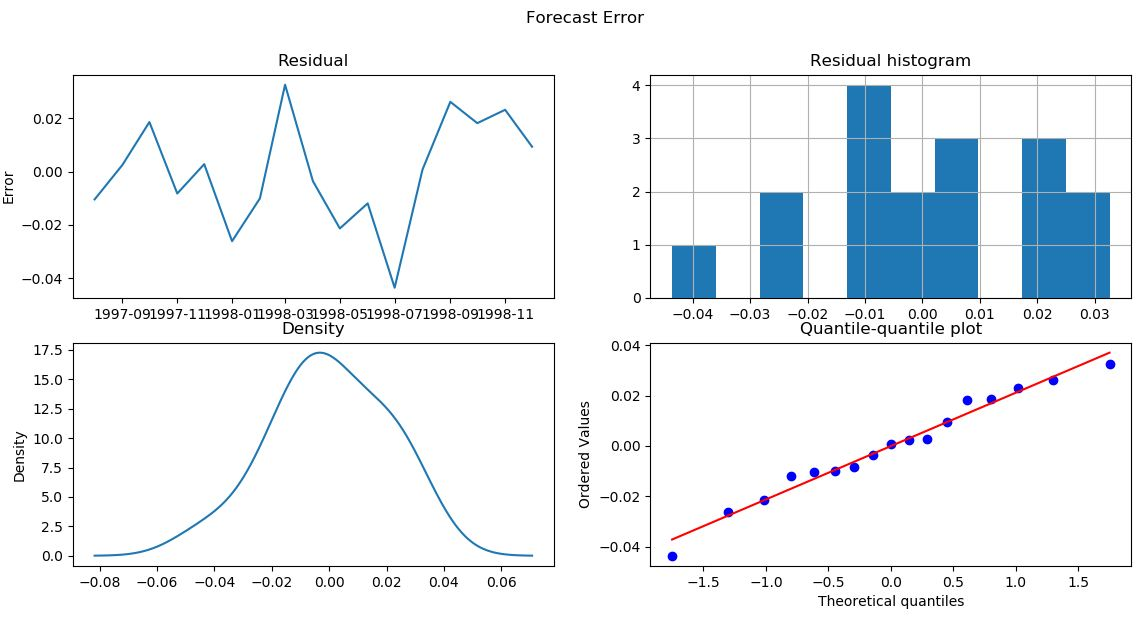 Forecast Error
Residual
Error
0.02
0.00
−0.02
−0.04
1997-09 1997-11 1998-01 1998-03 1998-05 1998-07 1998-09 1998-11
Residual histogram
4
3
2
1
0
−0.04 −0.03 −0.02 −0.01 0.00 0.01 0.02 0.03
Density
Density
17.5
15.0
12.5
10.0
7.5
5.0
2.5
0.0
−0.08 −0.06 −0.04 −0.02 0.00 0.02 0.04 0.06
Quantile-quantile plot
Ordered Values
0.04
0.02
0.00
−0.02
−0.04
−1.5 −1.0 −0.5 0.0 0.5 1.0 1.5
Theoretical quantiles